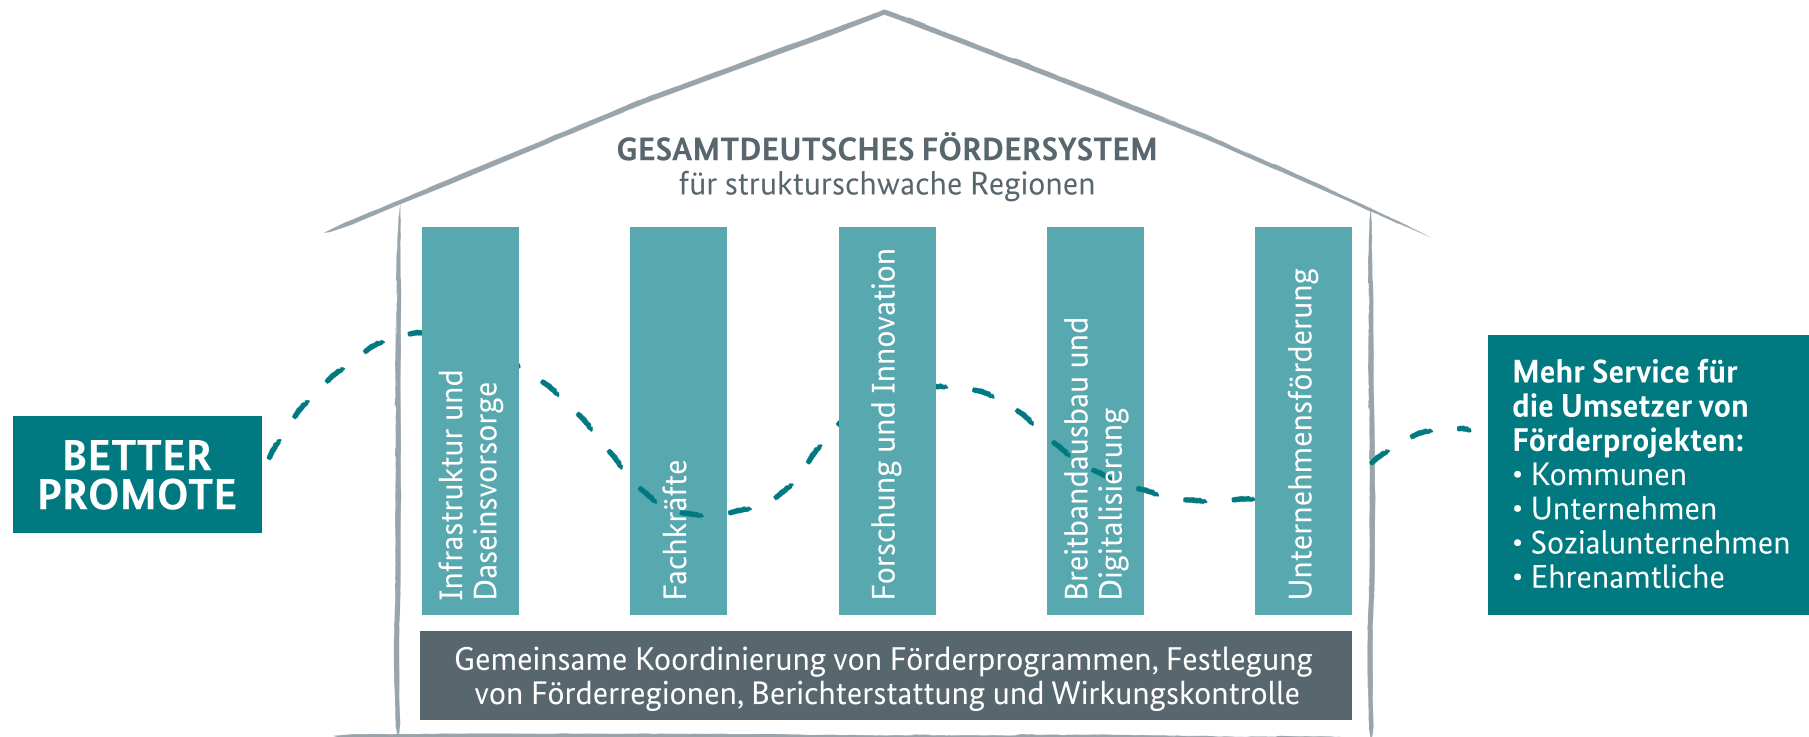 GESAMTDEUTSCHES FÖRDERSYSTEM
für strukturschwache Regionen
BETTER
PROMOTE
Infrastruktur und
Daseinsvorsorge
Fachkräfte
Forschung und Innovation
Breitbandausbau und
Digitalisierung
Unternehmensförderung
Mehr Service für
die Umsetzer von
Förderprojekten:
• Kommunen
• Unternehmen
• Sozialunternehmen
• Ehrenamtliche
Gemeinsame Koordinierung von Förderprogrammen, Festlegung
von Förderregionen, Berichterstattung und Wirkungskontrolle